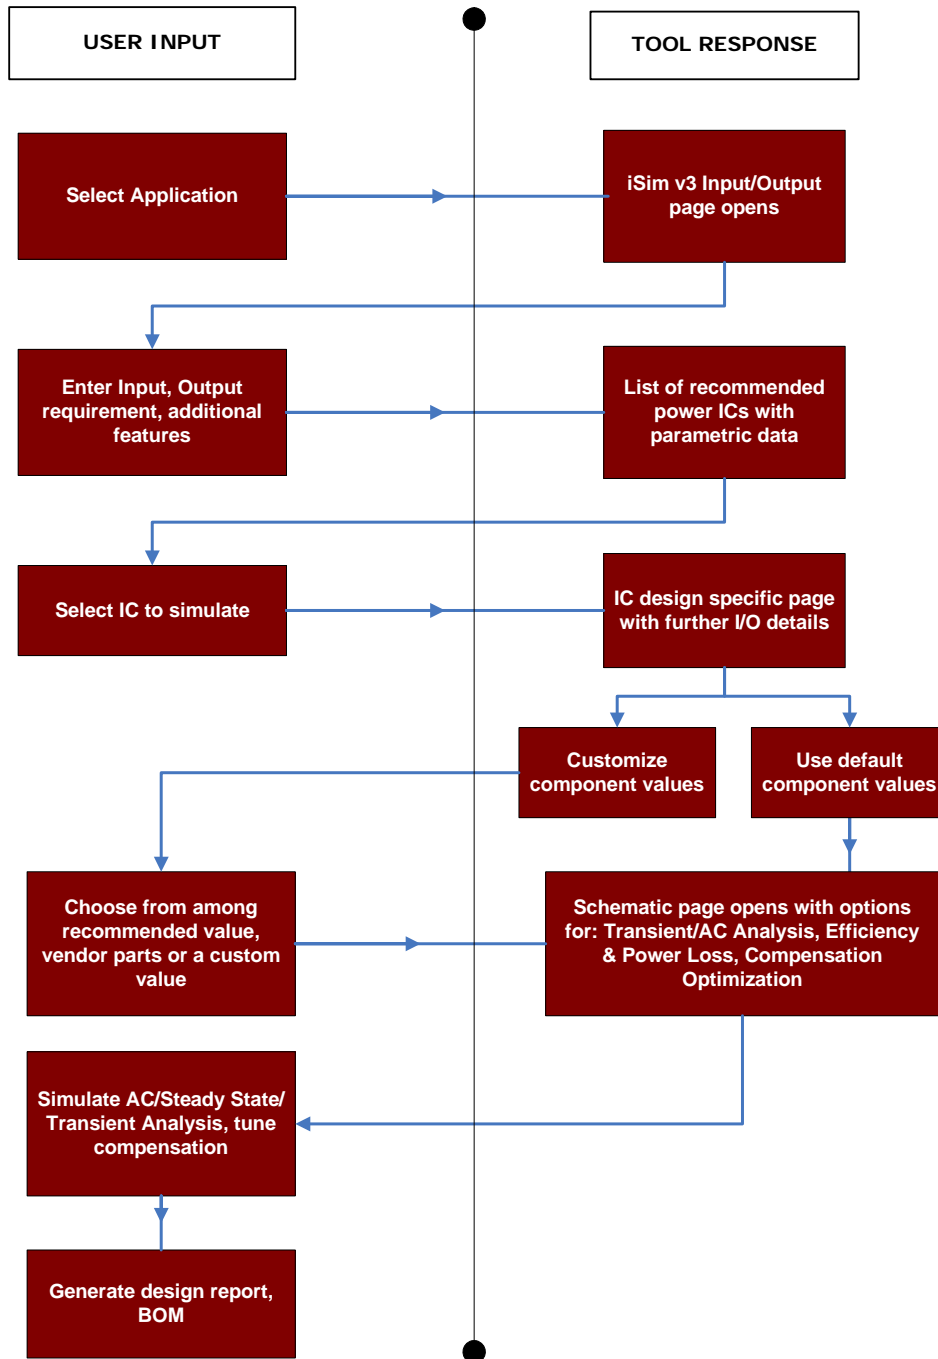 USER INPUT
TOOL RESPONSE
Select Application
iSim v3 Input/Output
page opens
Enter Input, Output
requirement, additional
features
List of recommended
power ICs with
parametric data
Select IC to simulate
IC design specific page
with further I/O details
Customize
component values
Use default
component values
Choose from among
recommended value,
vendor parts or a custom
value
Schematic page opens with options
for: Transient/AC Analysis, Efficiency
& Power Loss, Compensation
Optimization
Simulate AC/Steady State/
Transient Analysis, tune
compensation
Generate design report,
BOM